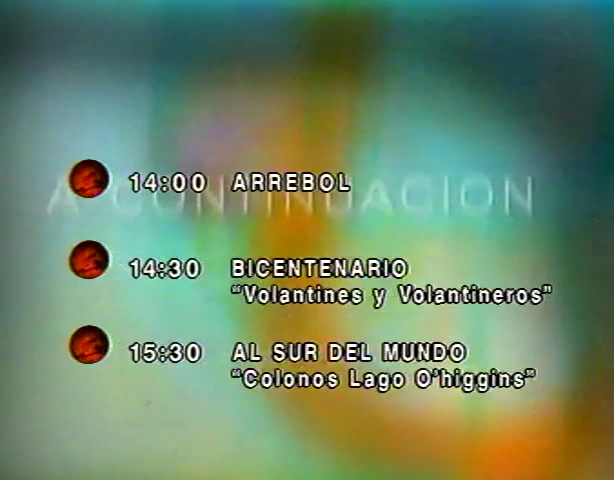 A CONTINUACION
14:00 ARREBOL
14:30 BICENTENARIO
"Volantines y Volantineros"
15:30 AL SUR DEL MUNDO
"Colonos Lago O'higgins"